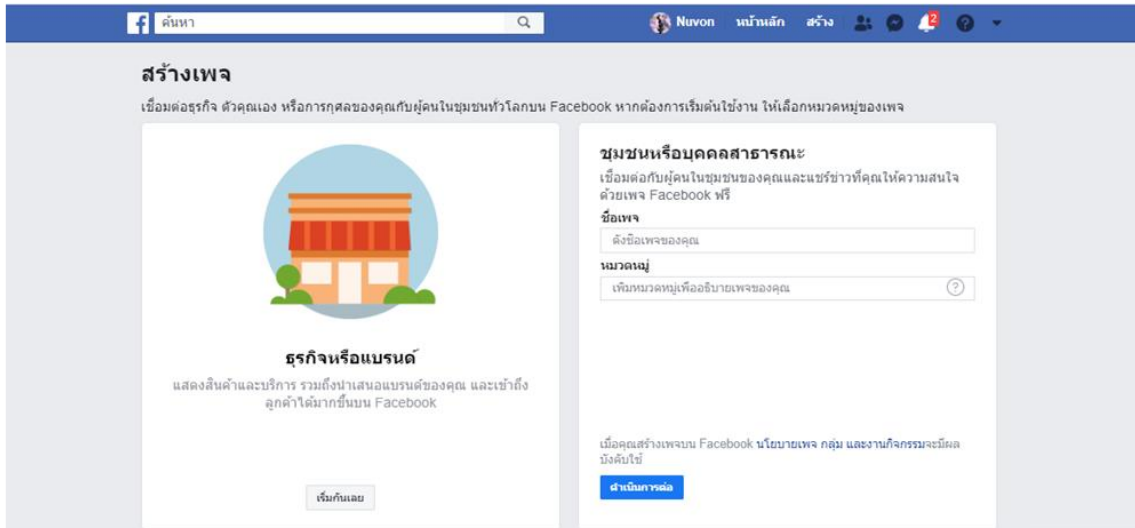 f
ค้นหา
Nuvon หน้าหลัก สร้าง 2
สร้างเพจ
เชื่อมต่อธุรกิจ ตัวคุณเอง หรือการกุศลของคุณกับผู้คนในชุมชนทั่วโลกบน Facebook หากต้องการเริ่มต้นใช้งาน ให้เลือกหมวดหมู่ของเพจ
ธุรกิจหรือแบรนด์
แสดงสินค้าและบริการ รวมถึงนำเสนอแบรนด์ของคุณ และเข้าถึง
ลูกค้าได้มากขึ้นบน Facebook
เริ่มกันเลย
ชุมชนหรือบุคคลสาธารณะ
เชื่อมต่อกับผู้คนในชุมชนของคุณและแชร์ข่าวที่คุณให้ความสนใจ
ด้วยเพจ Facebook ฟรี
ชื่อเพจ
ตั้งชื่อเพจของคุณ
หมวดหมู่
เพิ่มหมวดหมู่เพื่ออธิบายเพจของคุณ
เมื่อคุณสร้างเพจบน Facebook นโยบายเพจ กลุ่ม และงานกิจกรรมจะมีผล
บังคับใช้
ดำเนินการต่อ